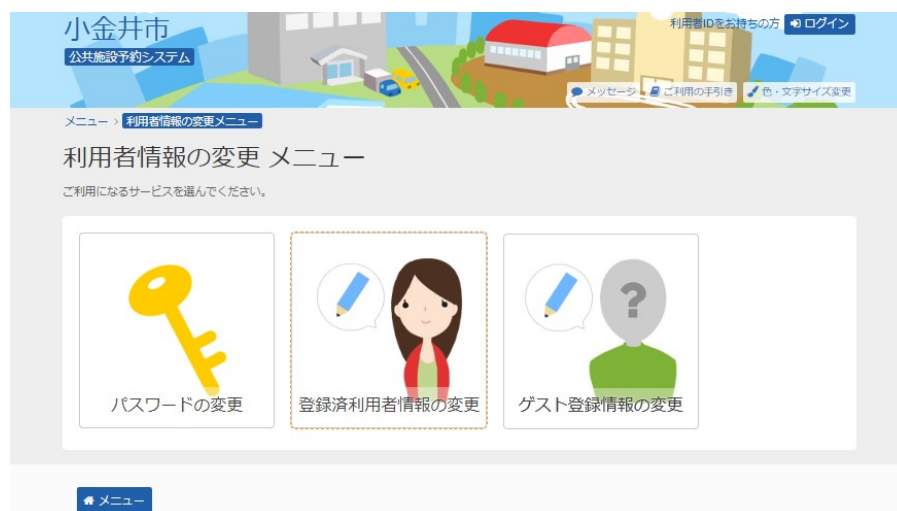 小金井市
利用者IDをお持ちの方 ログイン
公共施設予約システム
メッセージ ご利用の手引き 色・文字サイズ変更
メニュー › 利用者情報の変更メニュー
利用者情報の変更 メニュー
ご利用になるサービスを選んでください。
?
パスワードの変更 登録済利用者情報の変更 ゲスト登録情報の変更
メニュー